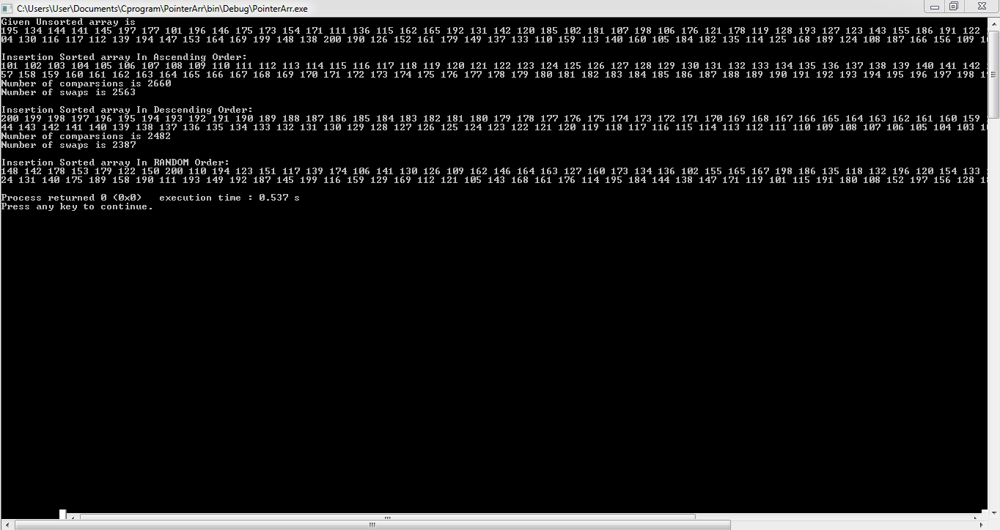 C:\Users\User\Documents\Cprogram\PointerArr\bin\Debug\PointerArr.exe
Given Unsorted array is
195 134 144 141 145 197 177 101 196 146 175 173 154 171 111 136 115 162 165 192 131 142 120 185 102 181 107 198 106 176 121 178 119 128 193 127 123 143 155 186 191 122
04 130 116 117 112 139 194 147 153 164 169 199 148 138 200 190 126 152 161 179 149 137 133 110 159 113 140 160 105 184 182 135 114 125 168 189 124 108 187 166 156 109
Insertion Sorted array In Ascending Order:
101 102 103 104 105 106 107 108 109 110 111 112 113 114 115 116 117 118 119 120 121 122 123 124 125 126 127 128 129 130 131 132 133 134 135 136 137 138 139 140 141 142
57 158 159 160 161 162 163 164 165 166 167 168 169 170 171 172 173 174 175 176 177 178 179 180 181 182 183 184 185 186 187 188 189 190 191 192 193 194 195 196 197 198
Number of comparsions is 2660
Number of swaps is 2563
Insertion Sorted array In Descending Order:
200 199 198 197 196 195 194 193 192 191 190 189 188 187 186 185 184 183 182 181 180 179 178 177 176 175 174 173 172 171 170 169 168 167 166 165 164 163 162 161 160 159
44 143 142 141 140 139 138 137 136 135 134 133 132 131 130 129 128 127 126 125 124 123 122 121 120 119 118 117 116 115 114 113 112 111 110 109 108 107 106 105 104 103
Number of comparsions is 2482
Number of swaps is 2387
Insertion Sorted array In RANDOM Order:
148 142 178 153 179 122 150 200 110 194 123 151 117 139 174 106 141 130 126 109 162 146 164 163 127 160 173 134 136 102 155 165 167 198 186 135 118 132 196 120 154 133
24 131 140 175 189 158 190 111 193 149 192 187 145 199 116 159 129 169 112 121 105 143 168 161 176 114 195 184 144 138 147 171 119 101 115 191 180 108 152 197 156 128
Process returned 0 (0x0) execution time : 0.537 s
Press any key to continue.